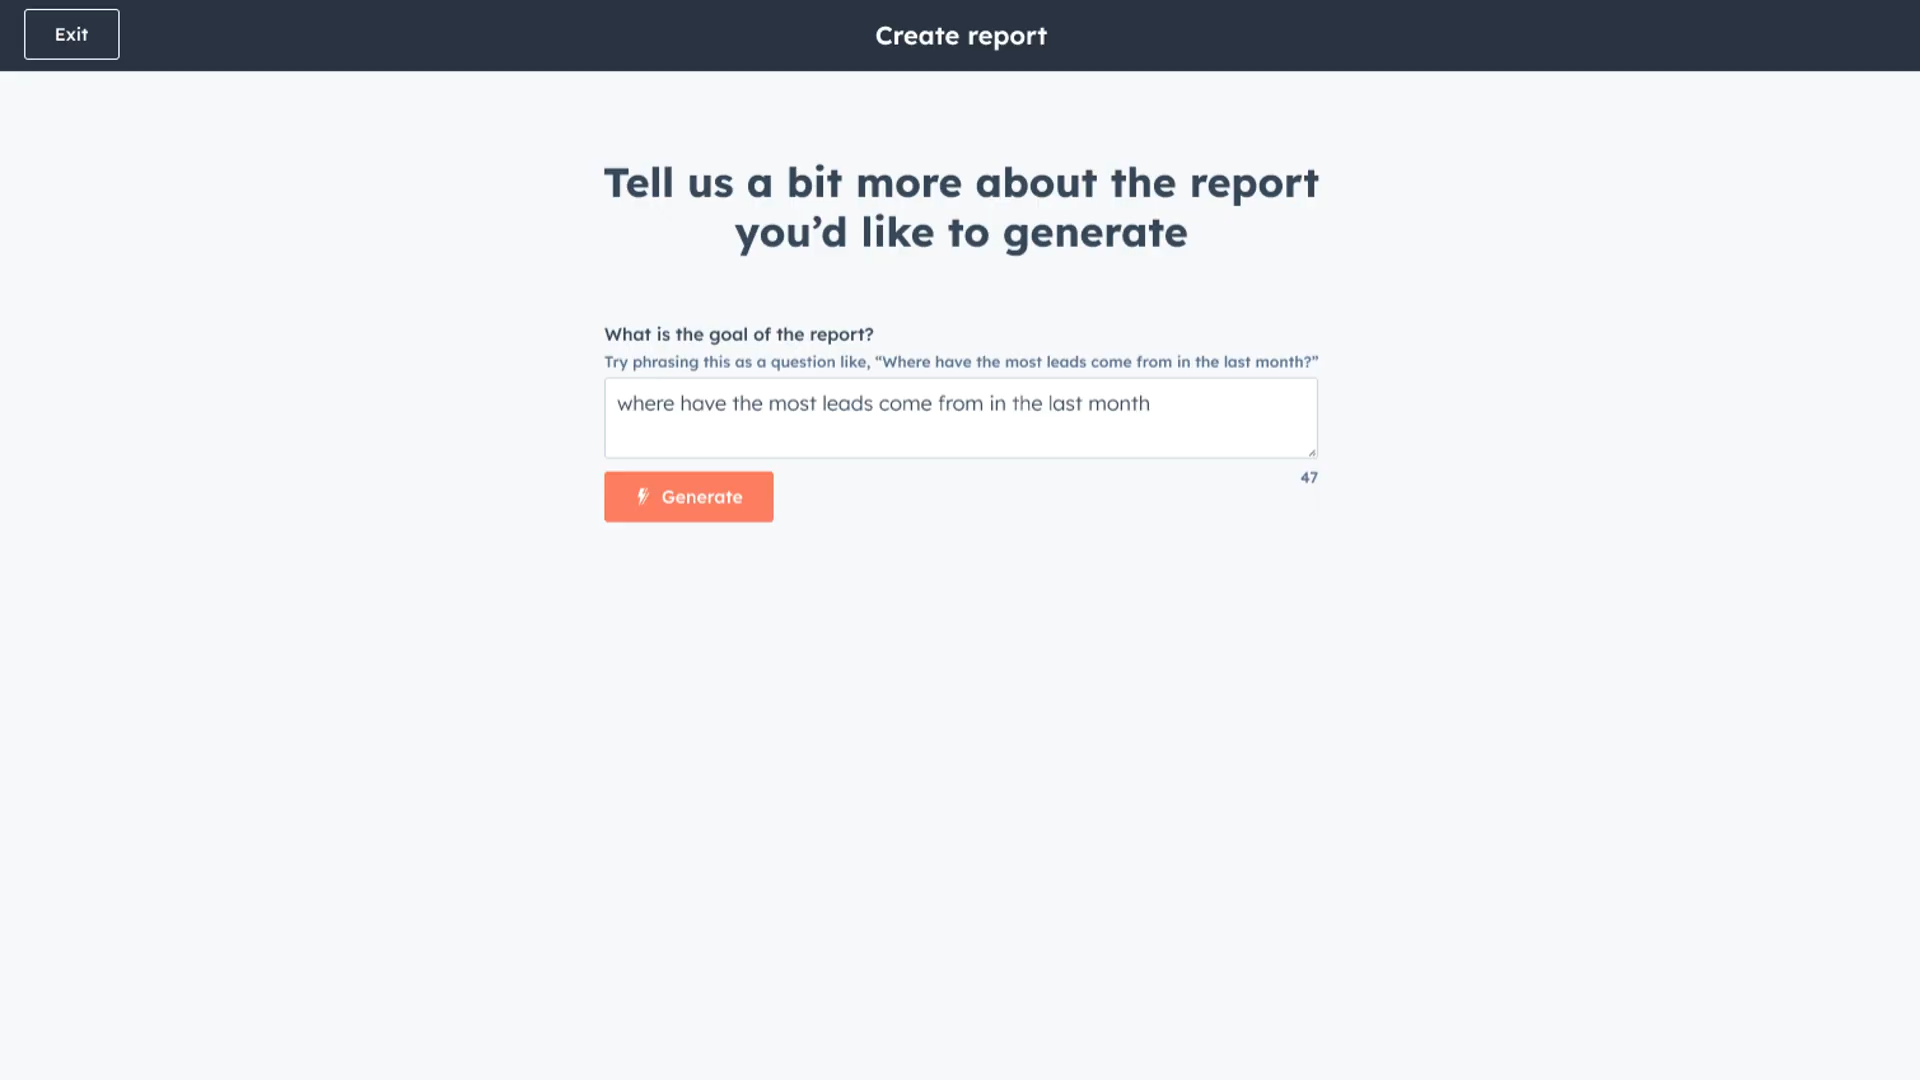 Exit
Create report
Tell us a bit more about the report
you’d like to generate
What is the goal of the report?
Try phrasing this as a question like, “Where have the most leads come from in the last month?”
where have the most leads come from in the last month
47
Generate